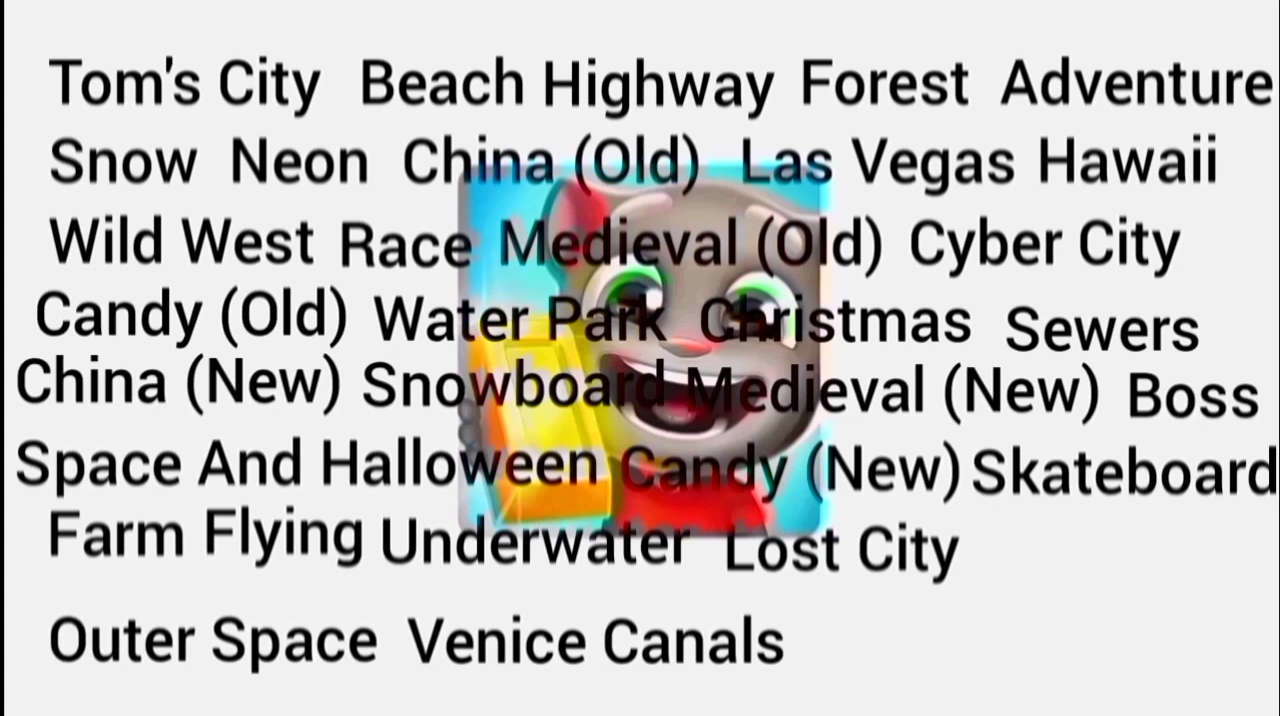 Tom's City Beach Highway Forest Adventure
Snow Neon China (Old) Las Vegas Hawaii
Wild West Race Medieval (Old) Cyber City
Candy (Old) Water Park Christmas Sewers
China (New) Snowboard Medieval (New) Boss
Space And Halloween Candy (New) Skateboard
Farm Flying Underwater Lost City
Outer Space Venice Canals